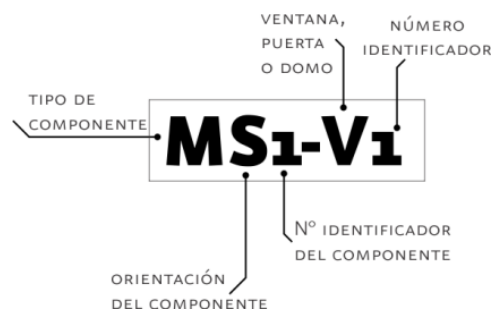 VENTANA,
PUERTA
O DOMO
NÚMERO
IDENTIFICADOR
TIPO DE
COMPONENTE
MS1-V1
Nº IDENTIFICADOR
DEL COMPONENTE
ORIENTACIÓN
DEL COMPONENTE